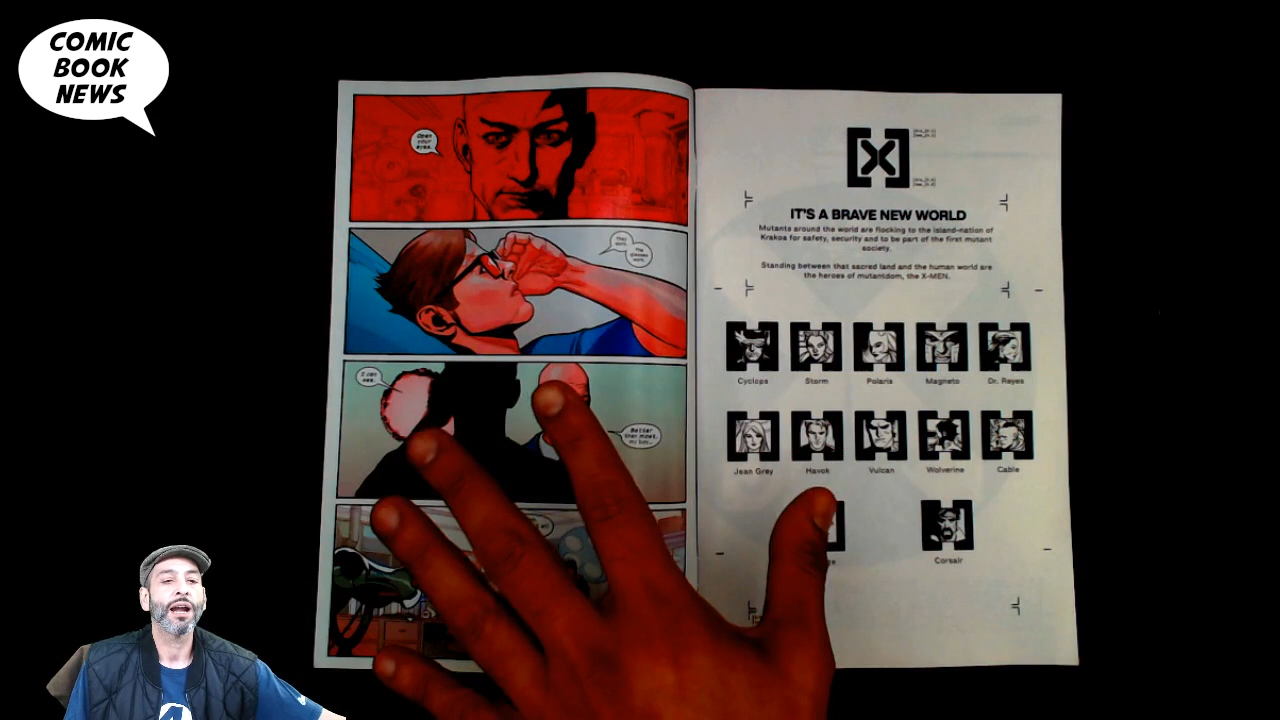 COMIC
BOOK
NEWS
Open
your
eyes.
They
work.
The
glasses
work.
I can
see.
Better
than most,
my boy...
IT'S A BRAVE NEW WORLD
Mutants around the world are flocking to the island-nation of
Krakoa for safety, security and to be part of the first mutant
society.
Standing between that sacred land and the human world are
the heroes of mutantdom, the X-MEN.
Cyclops Storm Polaris Magneto Dr. Reyes
Jean Grey Havok Vulcan Wolverine Cable
Corsair